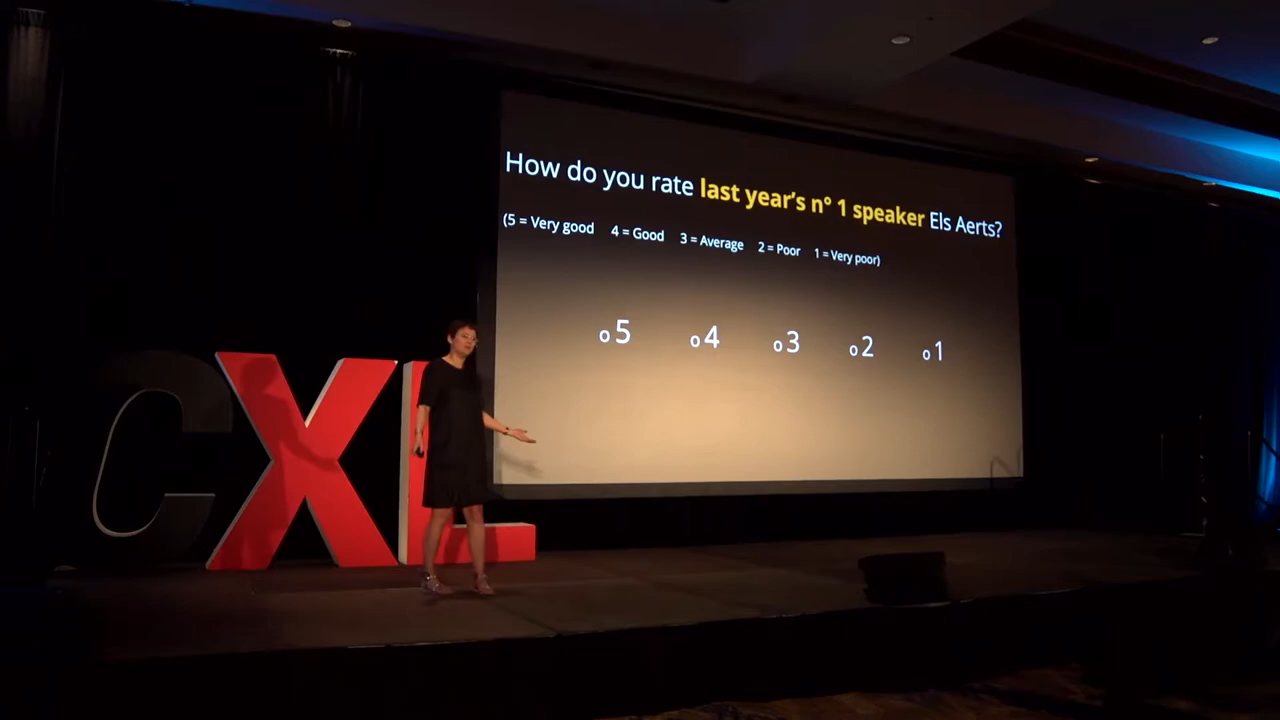 CXL
How do you rate last year's n° 1 speaker Els Aerts?
(5 = Very good 4 = Good 3 = Average 2 = Poor 1 = Very poor)
o 5 o 4 o 3 o 2 o 1